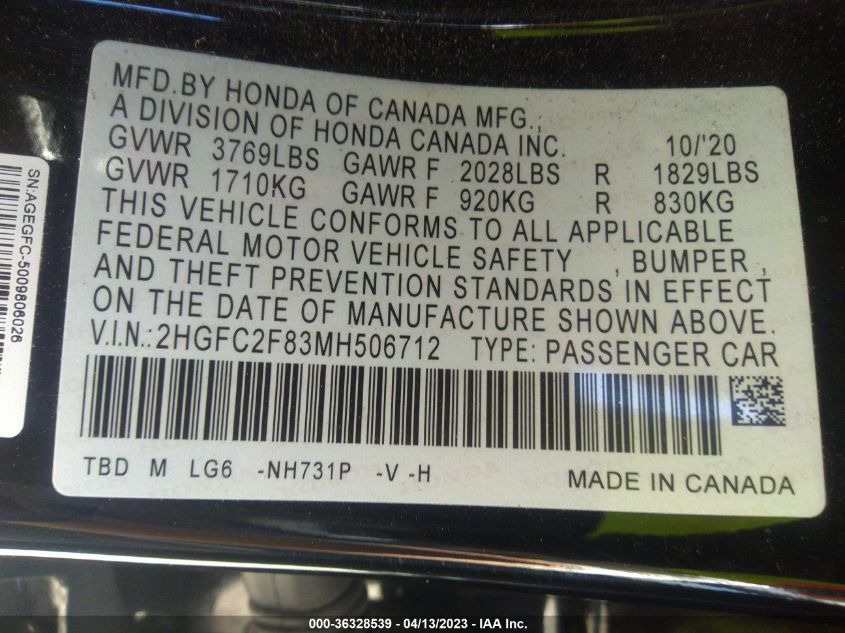 MFD.BY HONDA OF CANADA MFG.,
A DIVISION OF HONDA CANADA INC. 10/'20
GVWR 3769LBS GAWR F 2028LBS R 1829LBS
GVWR 1710KG GAWR F 920KG R 830KG
THIS VEHICLE CONFORMS TO ALL APPLICABLE
FEDERAL MOTOR VEHICLE SAFETY , BUMPER ,
AND THEFT PREVENTION STANDARDS IN EFFECT
ON THE DATE OF MANUFACTURE SHOWN ABOVE.
V.I.N.:2HGFC2F83MH506712 TYPE:PASSENGER CAR
TBD M LG6 -NH731P -V -H MADE IN CANADA
SN:AGEGFC-5009806026
000-36328539 - 04/13/2023 - IAA Inc.